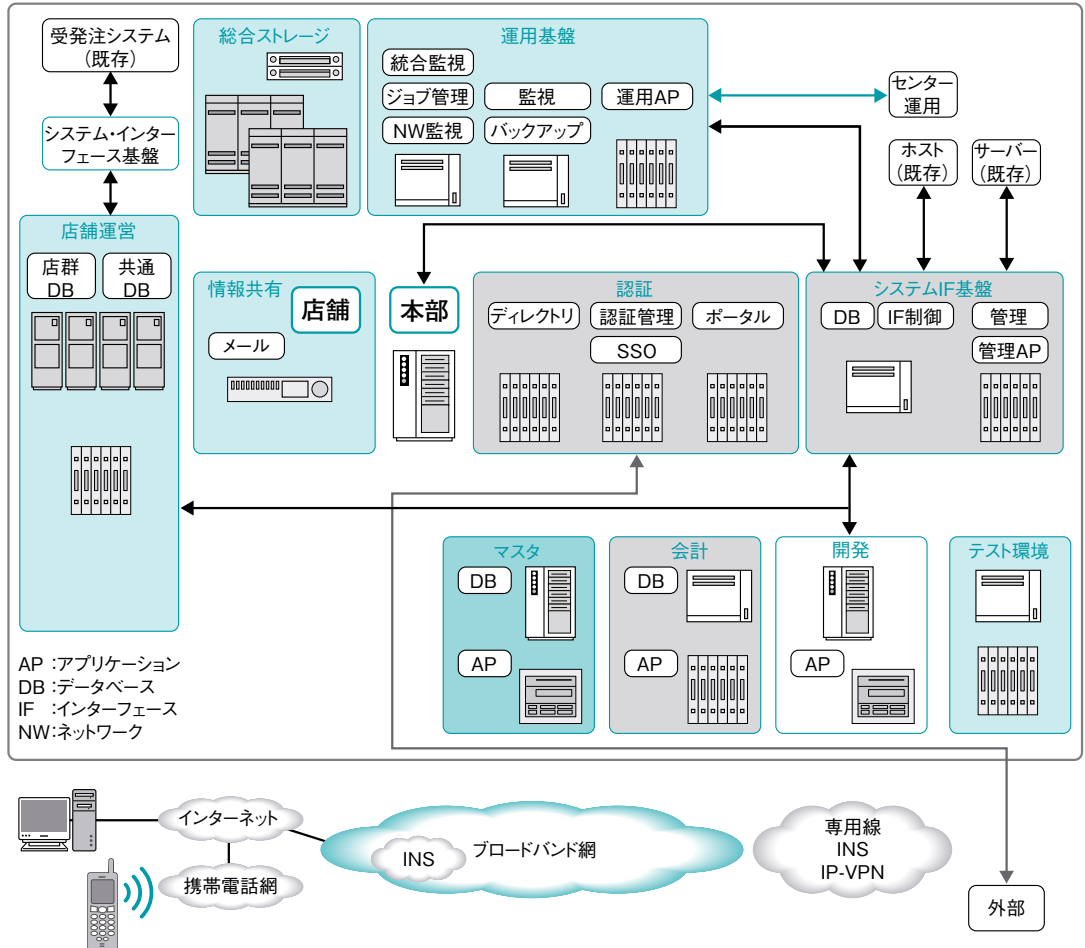 受発注システム
(既存)
システム・インター
フェース基盤
総合ストレージ
運用基盤
統合監視
ジョブ管理
監視
運用AP
NW監視
バックアップ
センター
運用
ホスト
(既存)
サーバー
(既存)
店舗運営
店群
DB
共通
DB
情報共有
店舗
メール
本部
認証
ディレクトリ
認証管理
ポータル
SSO
システムIF基盤
DB
IF制御
管理
管理AP
マスタ
DB
AP
会計
DB
AP
開発
AP
テスト環境
AP:アプリケーション
DB:データベース
IF:インターフェース
NW:ネットワーク
インターネット
携帯電話網
INS
ブロードバンド網
専用線
INS
IP-VPN
外部